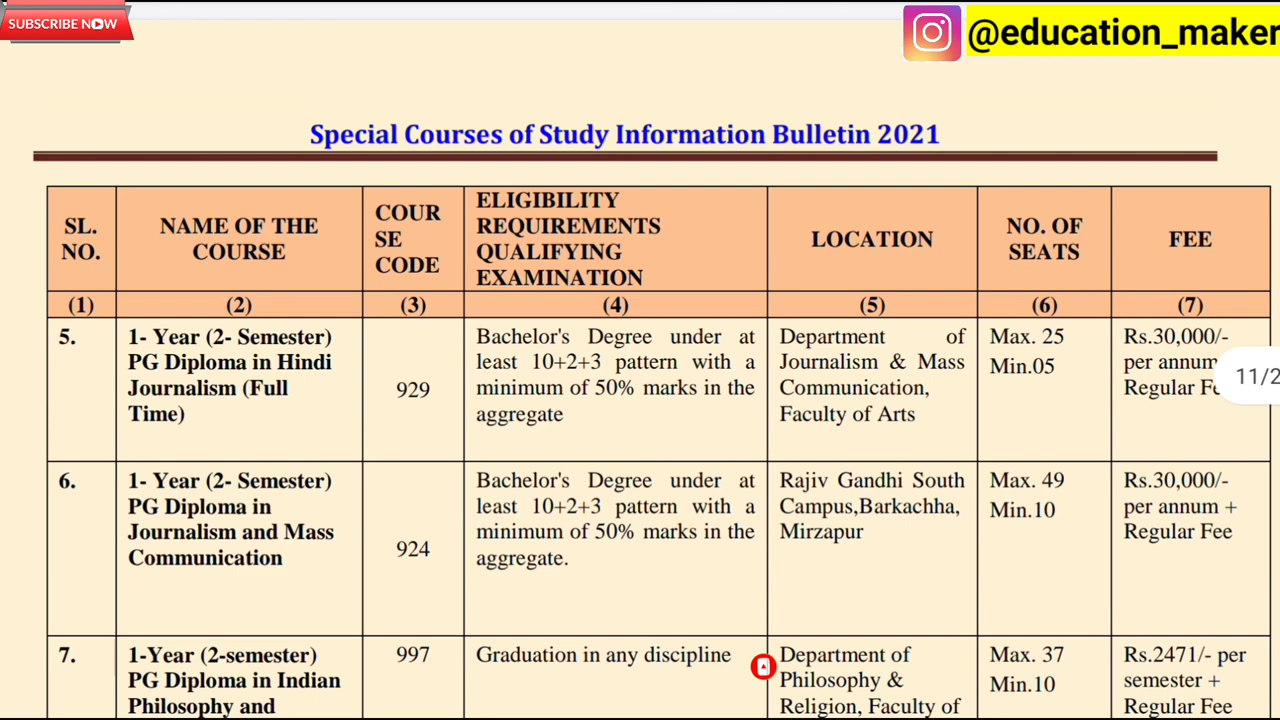 SUBSCRIBE NOW
@education_maker
Special Courses of Study Information Bulletin 2021
SL.
NO.
NAME OF THE
COURSE
COUR
SE
CODE
ELIGIBILITY
REQUIREMENTS
QUALIFYING
EXAMINATION
LOCATION
NO. OF
SEATS
FEE
(1)
(2)
(3)
(4)
(5)
(6)
(7)
5.
1- Year (2- Semester)
PG Diploma in Hindi
Journalism (Full
Time)
929
Bachelor's Degree under at
least 10+2+3 pattern with a
minimum of 50% marks in the
aggregate
Department of
Journalism & Mass
Communication,
Faculty of Arts
Max. 25
Min.05
Rs.30,000/-
per annum
Regular
11/2
6.
1- Year (2- Semester)
PG Diploma in
Journalism and Mass
Communication
924
Bachelor's Degree under at
least 10+2+3 pattern with a
minimum of 50% marks in the
aggregate.
Rajiv Gandhi South
Campus,Barkachha,
Mirzapur
Max. 49
Min.10
Rs.30,000/-
per annum +
Regular Fee
7.
1-Year (2-semester)
PG Diploma in Indian
Philosophy and
997
Graduation in any discipline
Department of
Philosophy &
Religion, Faculty of
Max. 37
Min.10
Rs.2471/- per
semester +
Regular Fee